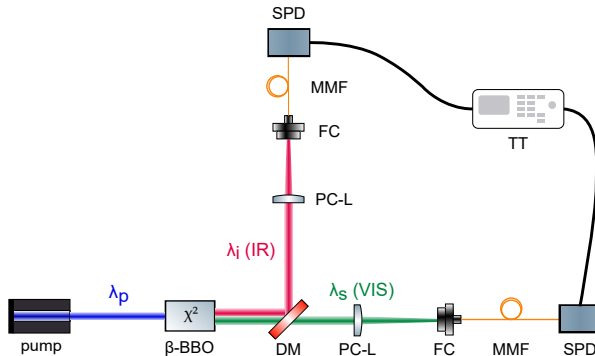 SPD
MMF
FC
TT
PC-L
λi (IR)
λp
λs (VIS)
χ²
pump
β-BBO
DM
PC-L
FC
MMF
SPD